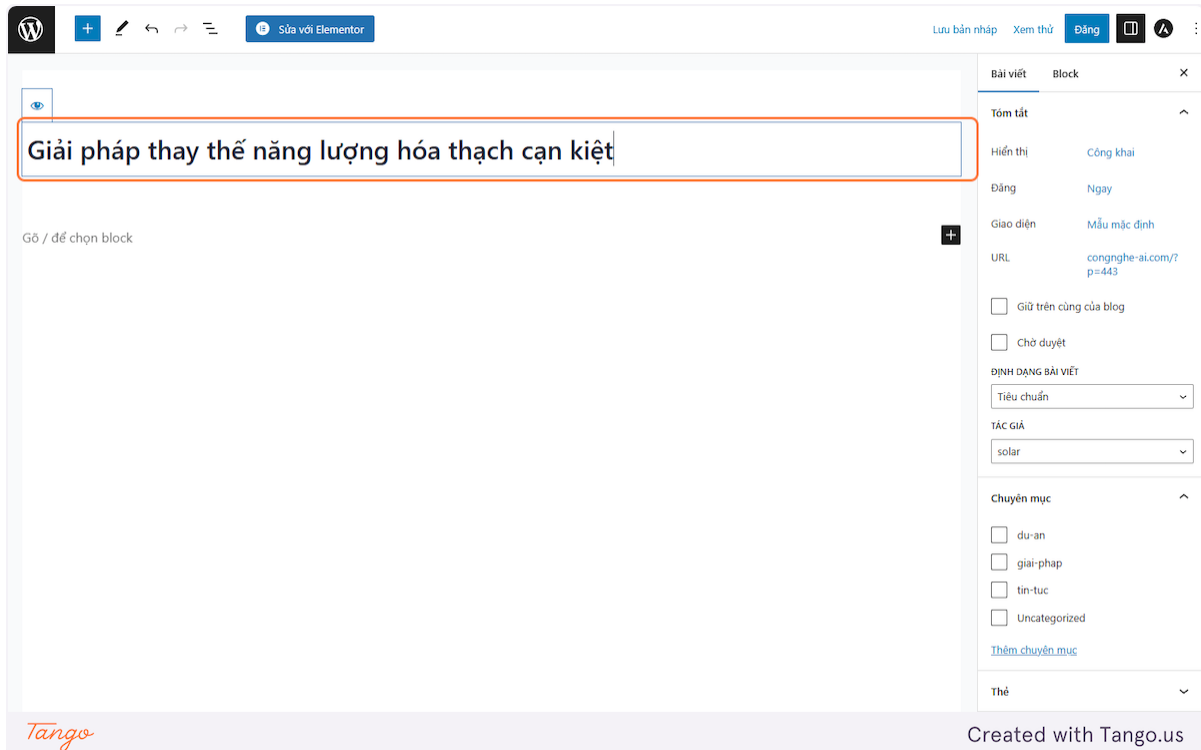 Sửa với Elementor
Lưu bản nháp
Xem thử
Đăng
Giải pháp thay thế năng lượng hóa thạch cạn kiệt
Gõ / để chọn block
Bài viết
Block
Tóm tắt
Hiển thị
Công khai
Đăng
Ngay
Giao diện
Mẫu mặc định
URL
congnghe-ai.com/?
p=443
Giữ trên cùng của blog
Chờ duyệt
ĐỊNH DẠNG BÀI VIẾT
Tiêu chuẩn
TÁC GIẢ
solar
Chuyên mục
du-an
giai-phap
tin-tuc
Uncategorized
Thêm chuyên mục
Thẻ
Tango
Created with Tango.us